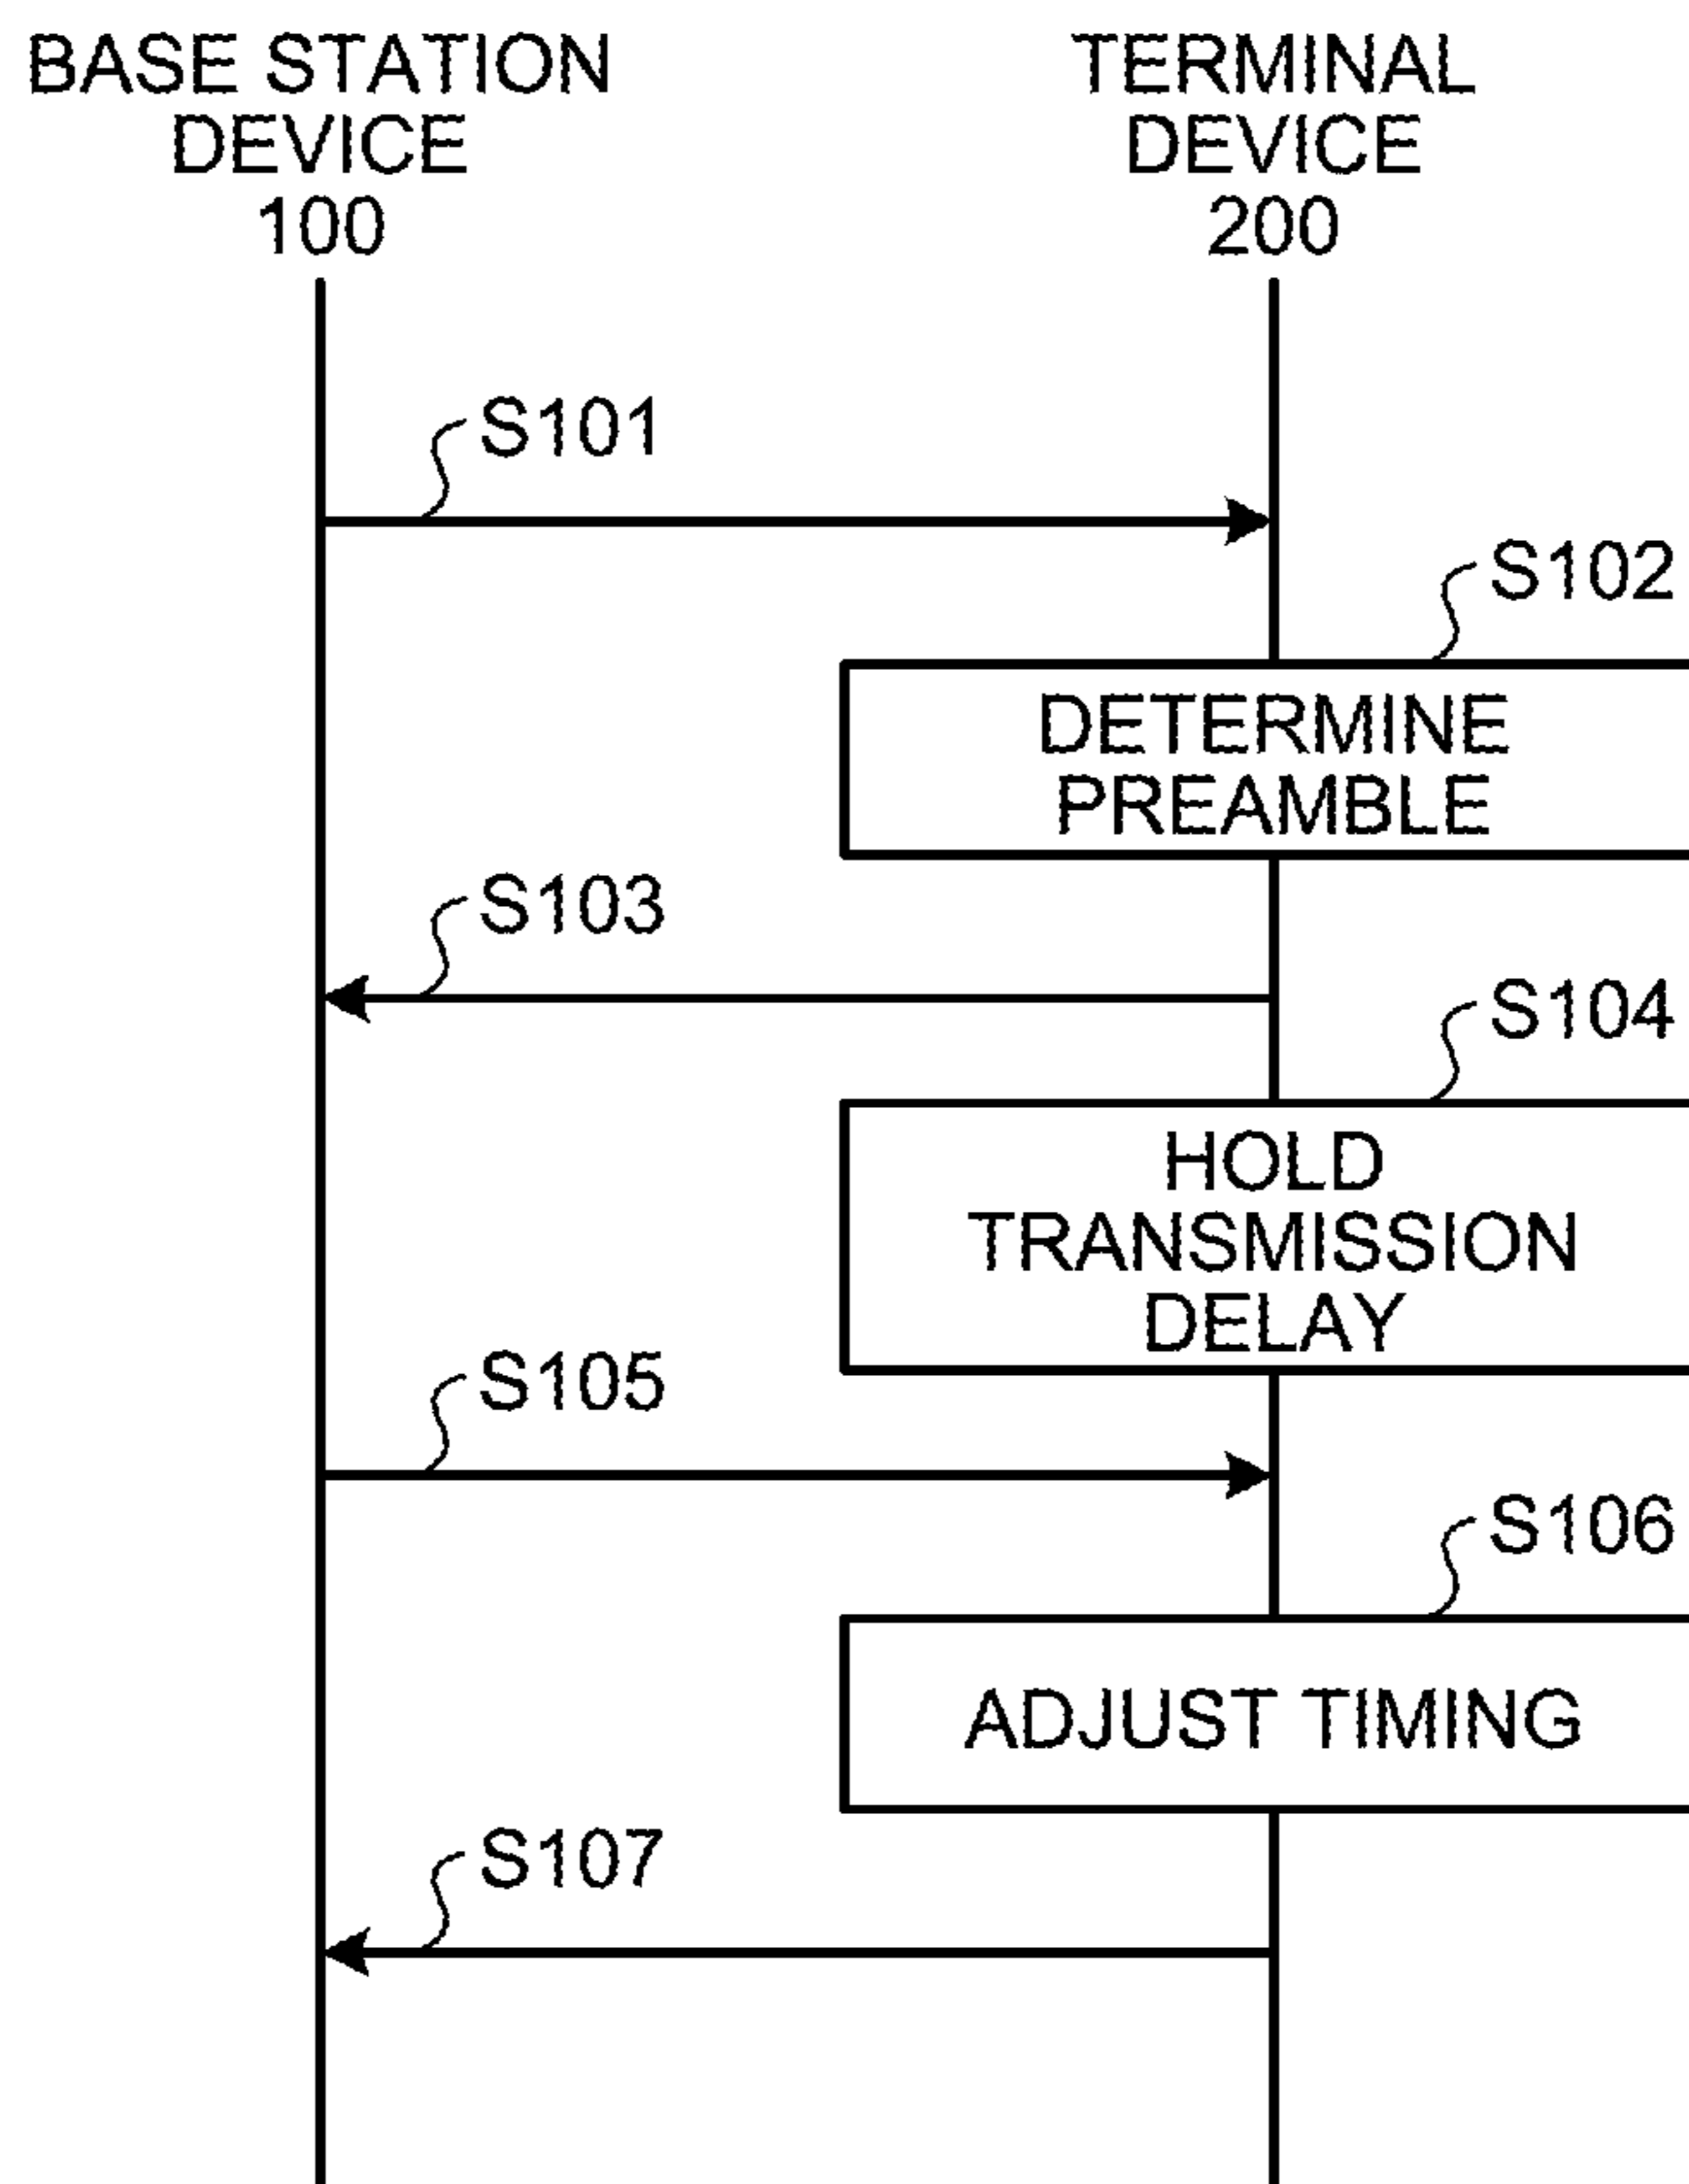 BASE STATION
DEVICE
100
TERMINAL
DEVICE
200
S101
S102
DETERMINE
PREAMBLE
S103
S104
HOLD
TRANSMISSION
DELAY
S105
S106
ADJUST TIMING
S107